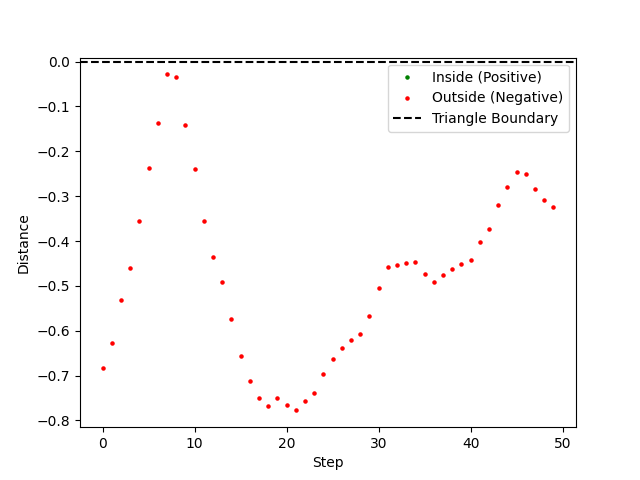 0.0
−0.1
−0.2
−0.3
−0.4
−0.5
−0.6
−0.7
−0.8
Distance
Inside (Positive)
Outside (Negative)
Triangle Boundary
0 10 20 30 40 50
Step